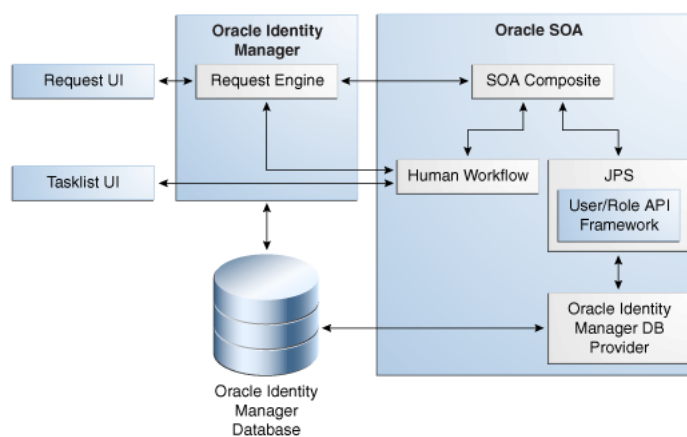 Oracle Identity
Manager
Oracle SOA
Request UI
Request Engine
SOA Composite
Tasklist UI
Human Workflow
JPS
User/Role API
Framework
Oracle Identity
Manager DB
Provider
Oracle Identity
Manager
Database